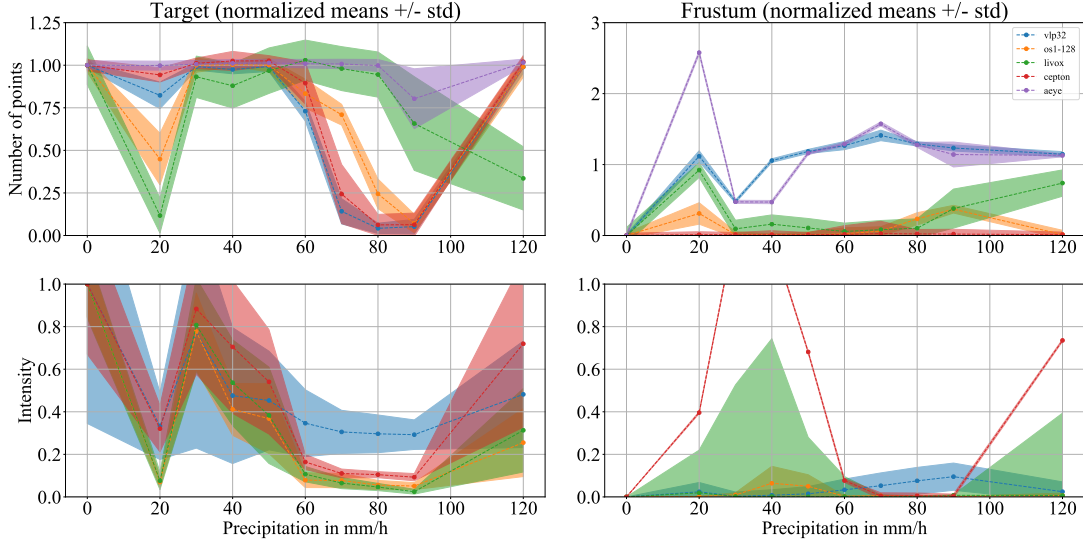 Target (normalized means +/- std)
Frustum (normalized means +/- std)
Number of points
1.25
1.00
0.75
0.50
0.25
0.00
0 20 40 60 80 100 120
3
2
1
0
0 20 40 60 80 100 120
vlp32
os1-128
livox
cepton
aeye
Intensity
1.0
0.8
0.6
0.4
0.2
0.0
0 20 40 60 80 100 120
Precipitation in mm/h
1.0
0.8
0.6
0.4
0.2
0.0
0 20 40 60 80 100 120
Precipitation in mm/h